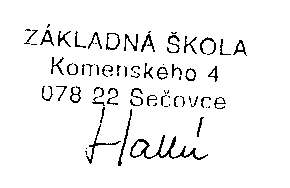 ZÁKLADNÁ ŠKOLA
Komenského 4
078 22 Sečovce